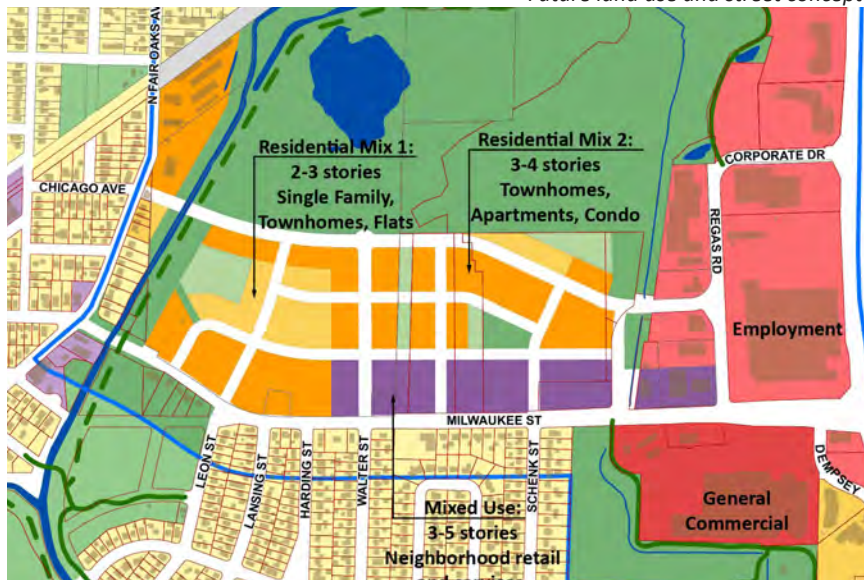 Future land use and street concept
N FAIR OAKS AV
CHICAGO AVE
Residential Mix 1:
2-3 stories
Single Family,
Townhomes, Flats
Residential Mix 2:
3-4 stories
Townhomes,
Apartments, Condo
CORPORATE DR
REGAS RD
Employment
MILWAUKEE ST
LEON ST
LANSING ST
HARDING ST
WALTER ST
SCHENK ST
DEMPSEY
General
Commercial
Mixed Use:
3-5 stories
Neighborhood retail